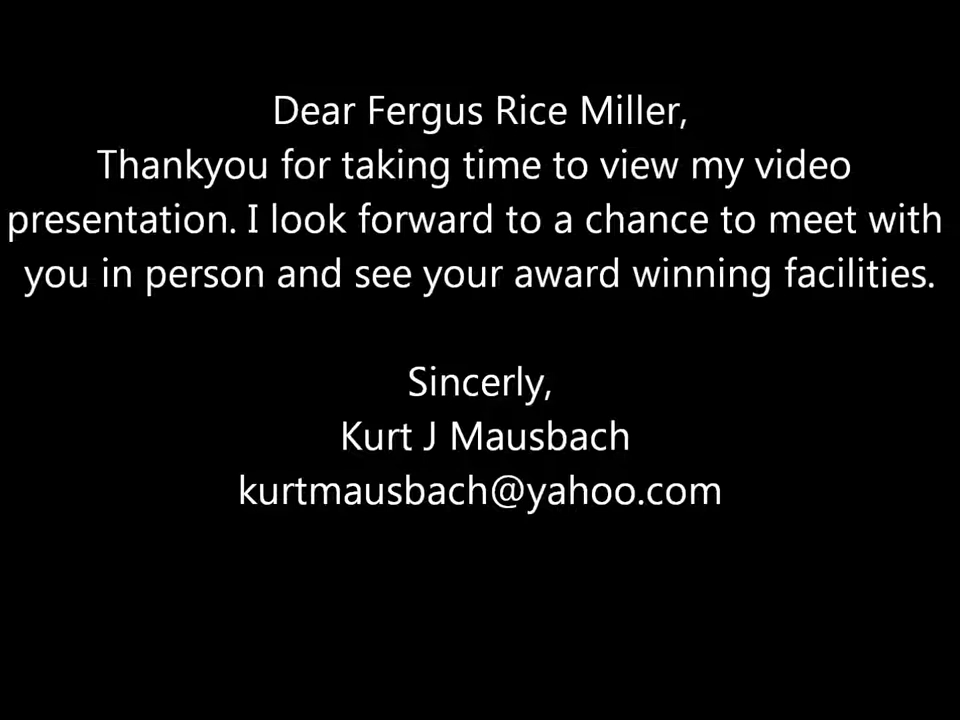 Dear Fergus Rice Miller,
Thankyou for taking time to view my video
presentation. I look forward to a chance to meet with
you in person and see your award winning facilities.
Sincerly,
Kurt J Mausbach
kurtmausbach@yahoo.com